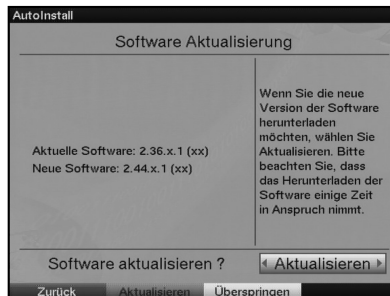 AutoInstall
Software Aktualisierung
Aktuelle Software: 2.36.x.1 (xx)
Neue Software: 2.44.x.1 (xx)
Wenn Sie die neue
Version der Software
herunterladen
möchten, wählen Sie
Aktualisieren. Bitte
beachten Sie, dass
das Herunterladen der
Software einige Zeit
in Anspruch nimmt.
Software aktualisieren ?
Aktualisieren
Zurück Aktualisieren Überspringen